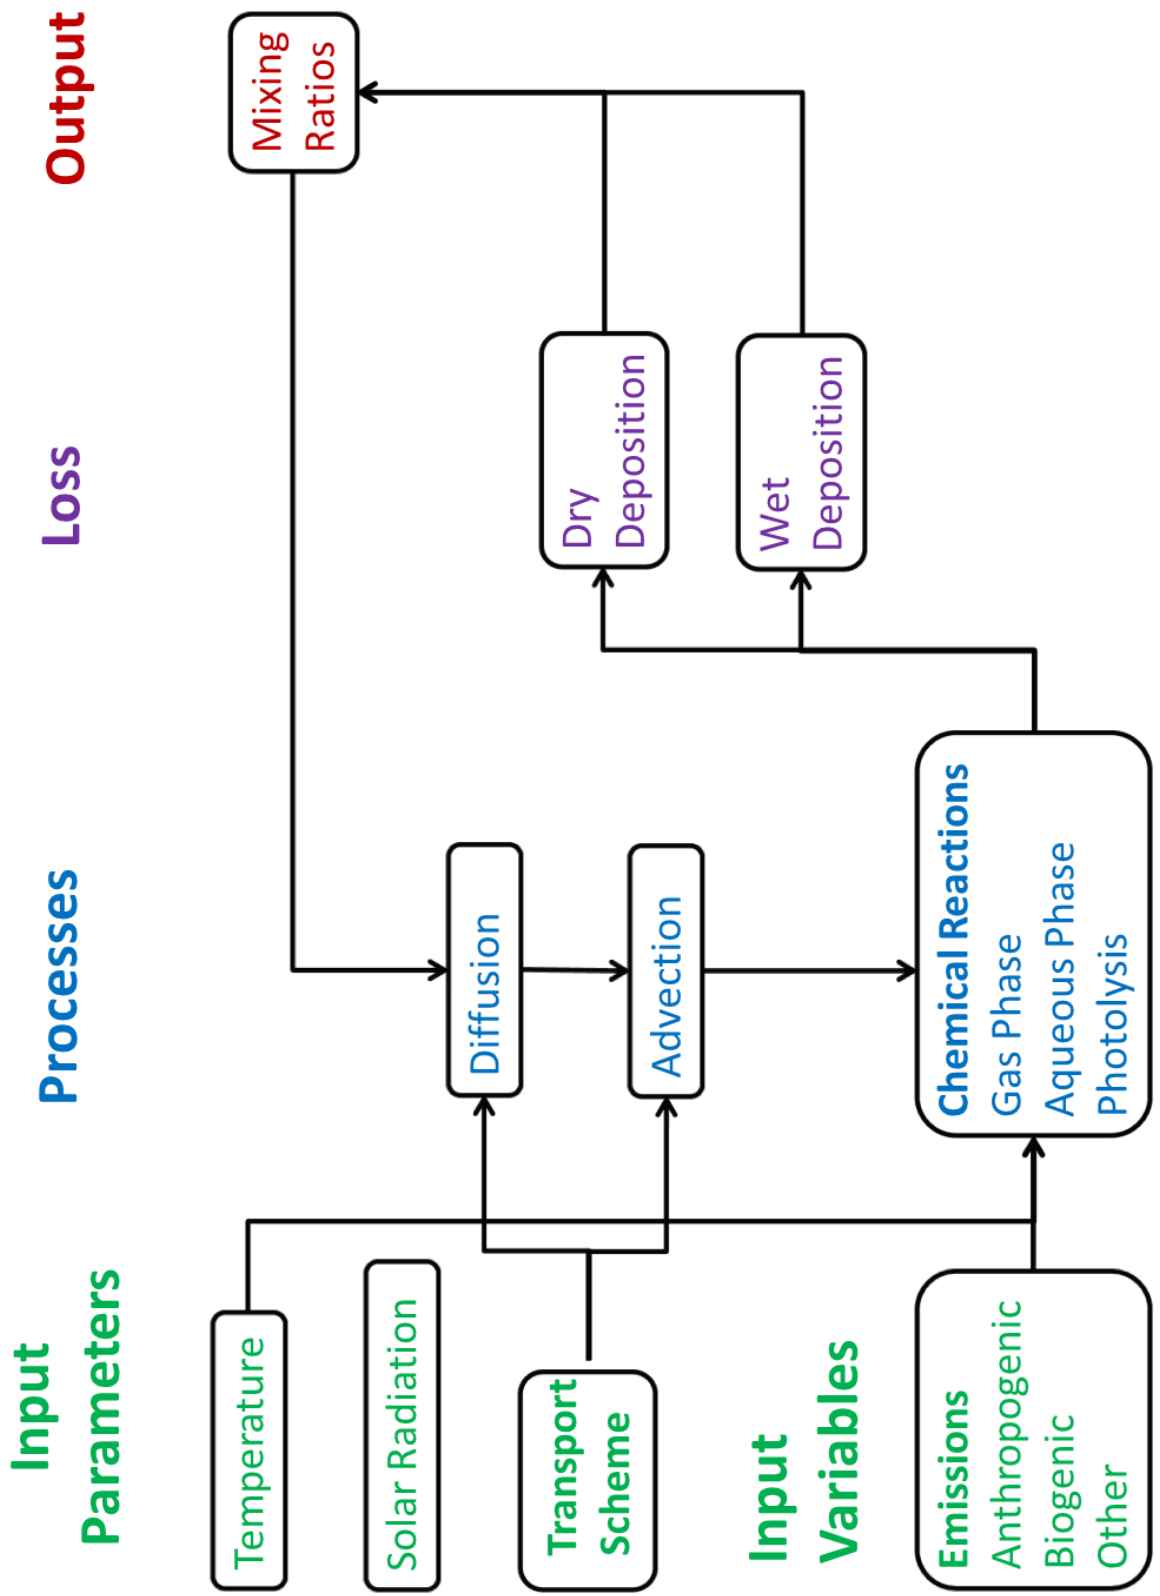 Input
Parameters
Processes
Loss
Output
Temperature
Solar Radiation
Transport
Scheme
Input
Variables
Emissions
Anthropogenic
Biogenic
Other
Diffusion
Advection
Chemical Reactions
Gas Phase
Aqueous Phase
Photolysis
Dry
Deposition
Wet
Deposition
Mixing
Ratios